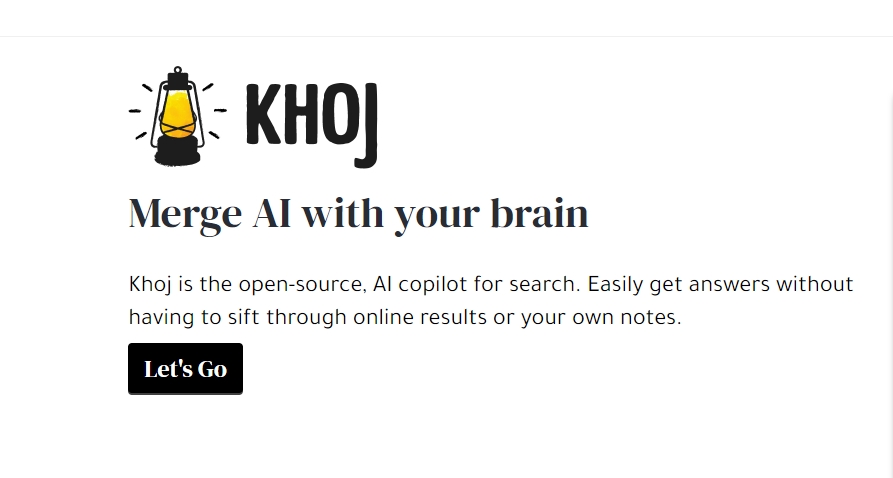 KHOJ
Merge AI with your brain
Khoj is the open-source, AI copilot for search. Easily get answers without
having to sift through online results or your own notes.
Let's Go